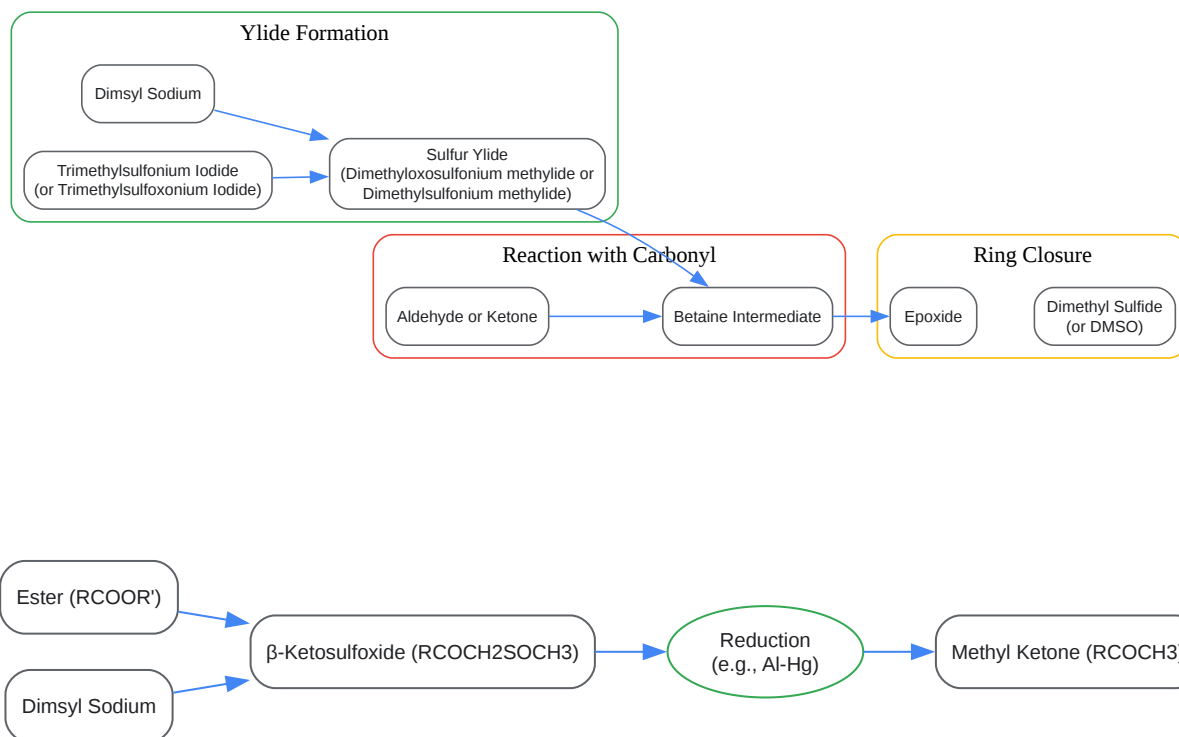 Ylide Formation
Dimsyl Sodium
Trimethylsulfonium Iodide
(or Trimethylsulfoxonium Iodide)
Sulfur Ylide
(Dimethyloxosulfonium methylide or
Dimethylsulfonium methylide)
Reaction with Carbonyl
Aldehyde or Ketone
Betaine Intermediate
Ring Closure
Epoxide
Dimethyl Sulfide
(or DMSO)
Ester (RCOOR')
Dimsyl Sodium
β-Ketosulfoxide (RCOCH2SOCH3)
Reduction
(e.g., Al-Hg)
Methyl Ketone (RCOCH3)